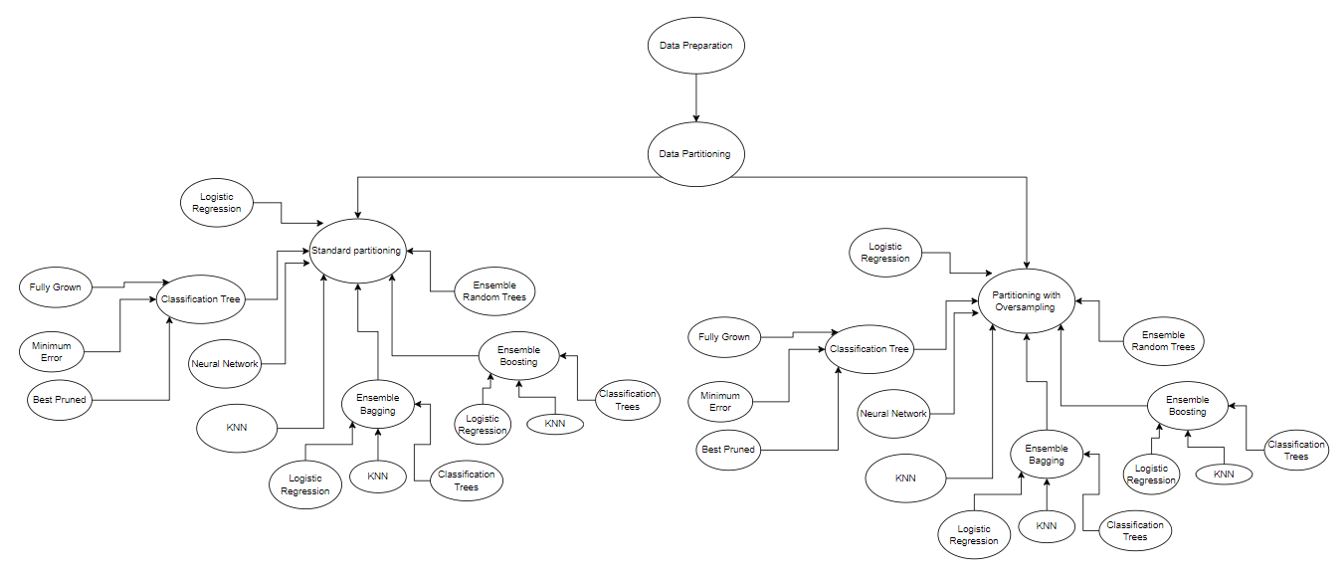 Data Preparation
Data Partitioning
Logistic
Regression
Standard partitioning
Fully Grown
Classification Tree
Ensemble
Random Trees
Minimum
Error
Neural Network
Ensemble
Boosting
Best Pruned
KNN
Ensemble
Bagging
Logistic
Regression
KNN
Classification
Trees
Logistic
Regression
KNN
Classification
Trees
Logistic
Regression
Partitioning with
Oversampling
Fully Grown
Classification Tree
Ensemble
Random Trees
Minimum
Error
Neural Network
Ensemble
Boosting
Best Pruned
KNN
Ensemble
Bagging
Logistic
Regression
KNN
Classification
Trees
Logistic
Regression
KNN
Classification
Trees